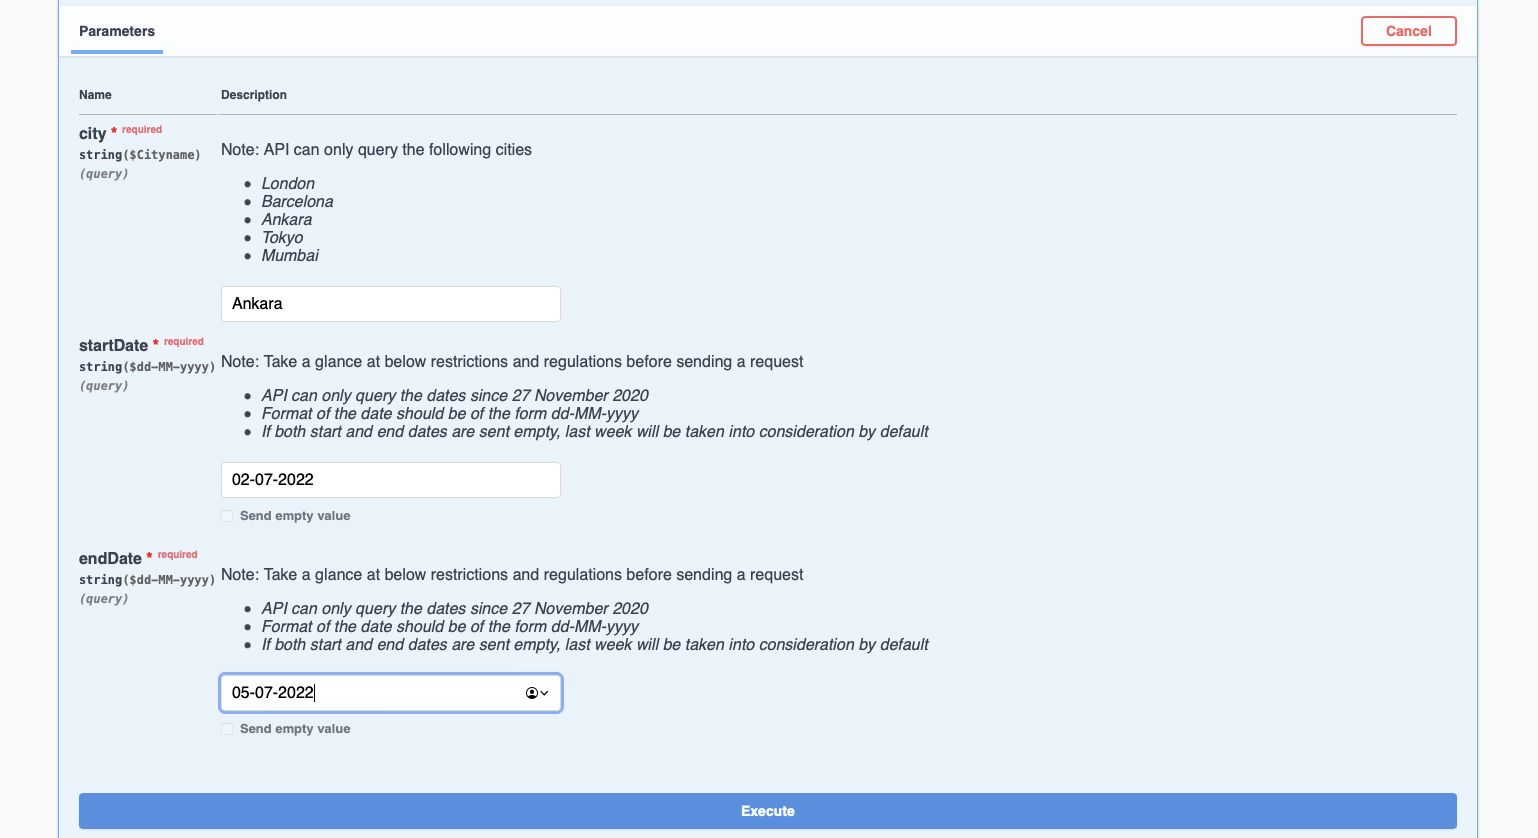 Parameters
Cancel
Name
Description
city * required
string($Cityname)
(query)
Note: API can only query the following cities
London
Barcelona
Ankara
Tokyo
Mumbai
Ankara
startDate * required
string($dd-MM-yyyy)
(query)
Note: Take a glance at below restrictions and regulations before sending a request
API can only query the dates since 27 November 2020
Format of the date should be of the form dd-MM-yyyy
If both start and end dates are sent empty, last week will be taken into consideration by default
02-07-2022
Send empty value
endDate * required
string($dd-MM-yyyy)
(query)
Note: Take a glance at below restrictions and regulations before sending a request
API can only query the dates since 27 November 2020
Format of the date should be of the form dd-MM-yyyy
If both start and end dates are sent empty, last week will be taken into consideration by default
05-07-2022
Send empty value
Execute